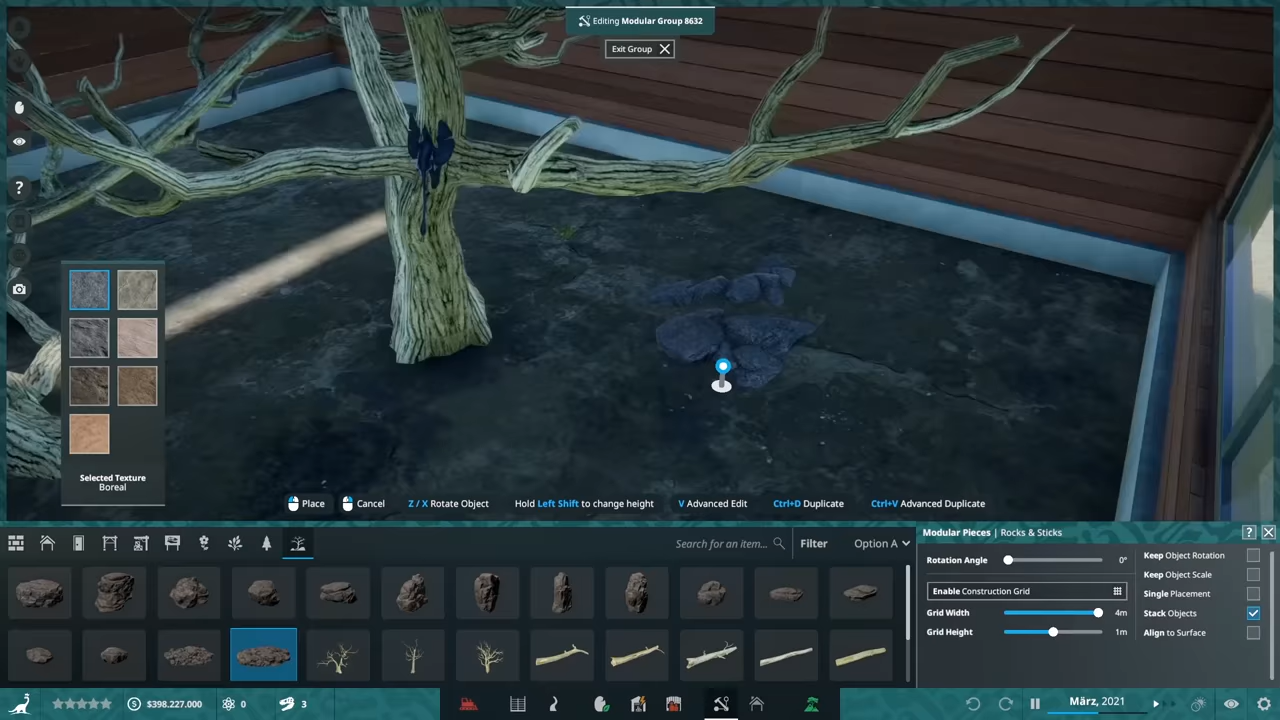 Editing Modular Group 8632
Exit Group
?
Selected Texture
Boreal
Place
Cancel
Z / X Rotate Object
Hold Left Shift to change height
V Advanced Edit
Ctrl+D Duplicate
Ctrl+V Advanced Duplicate
Search for an item...
Filter
Option A
Modular Pieces | Rocks & Sticks
?
Rotation Angle
0°
Enable Construction Grid
Grid Width
4m
Grid Height
1m
Keep Object Rotation
Keep Object Scale
Single Placement
Stack Objects
Align to Surface
$398.227.000
0
3
März, 2021